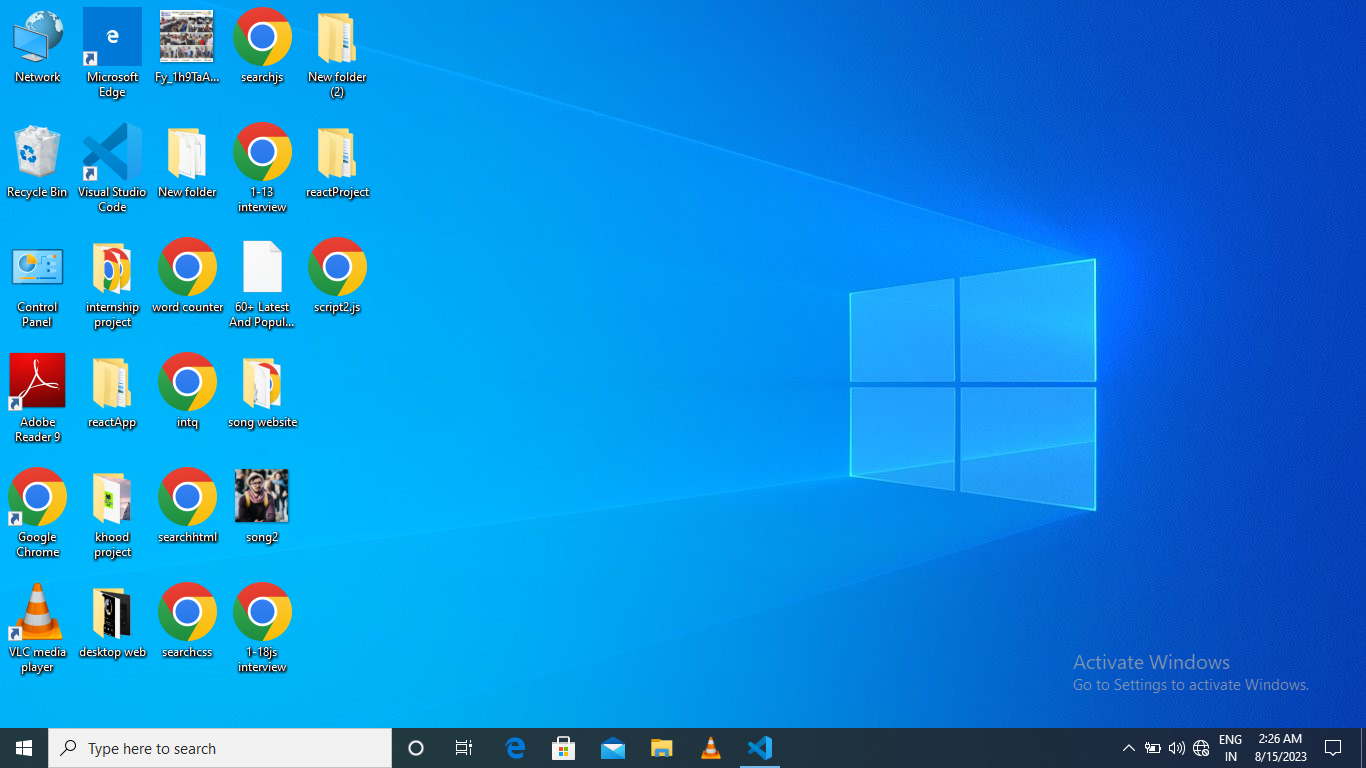 Network
Microsoft
Edge
Fy_1h9TaA...
searchjs
New folder
(2)
Recycle Bin
Visual Studio
Code
New folder
1-13
interview
reactProject
Control
Panel
internship
project
word counter
60+ Latest
And Popul...
script2.js
Adobe
Reader 9
reactApp
intq
song website
Google
Chrome
khood
project
searchhtml
song2
VLC media
player
desktop web
searchcss
1-18js
interview
Activate Windows
Go to Settings to activate Windows.
Type here to search
ENG
IN
2:26 AM
8/15/2023